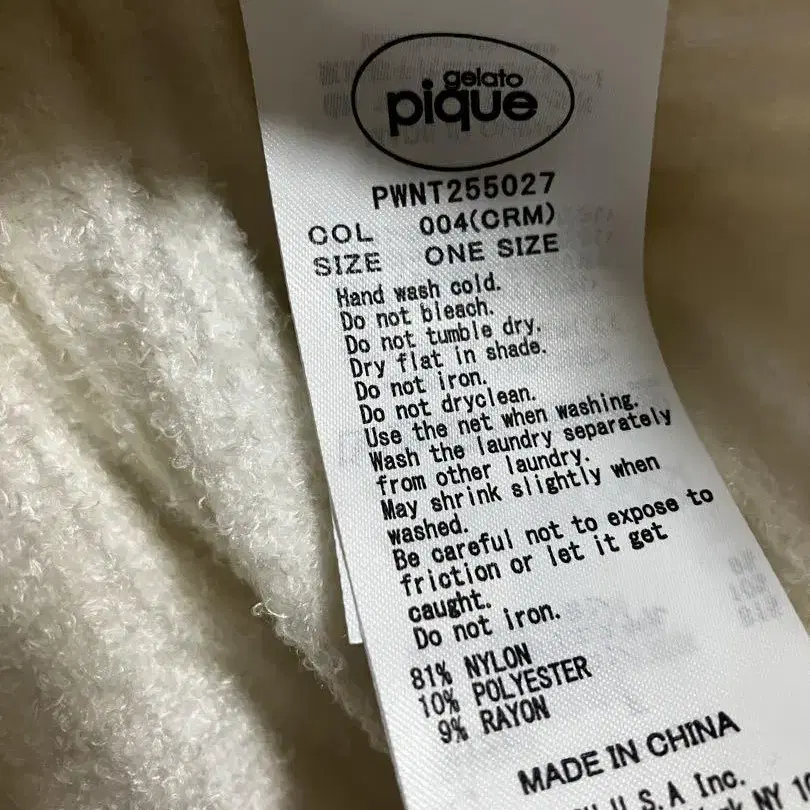 gelato
pique
PWNT255027
COL 004(CRM)
SIZE ONE SIZE
Hand wash cold.
Do not bleach.
Do not tumble dry.
Dry flat in shade.
Do not iron.
Do not dryclean.
Use the net when washing.
Wash the laundry separately
from other laundry.
May shrink slightly when
washed.
Be careful not to expose to
friction or let it get
caught.
Do not iron.
81% NYLON
10% POLYESTER
9% RAYON
MADE IN CHINA
U.S.A Inc.
NY 10